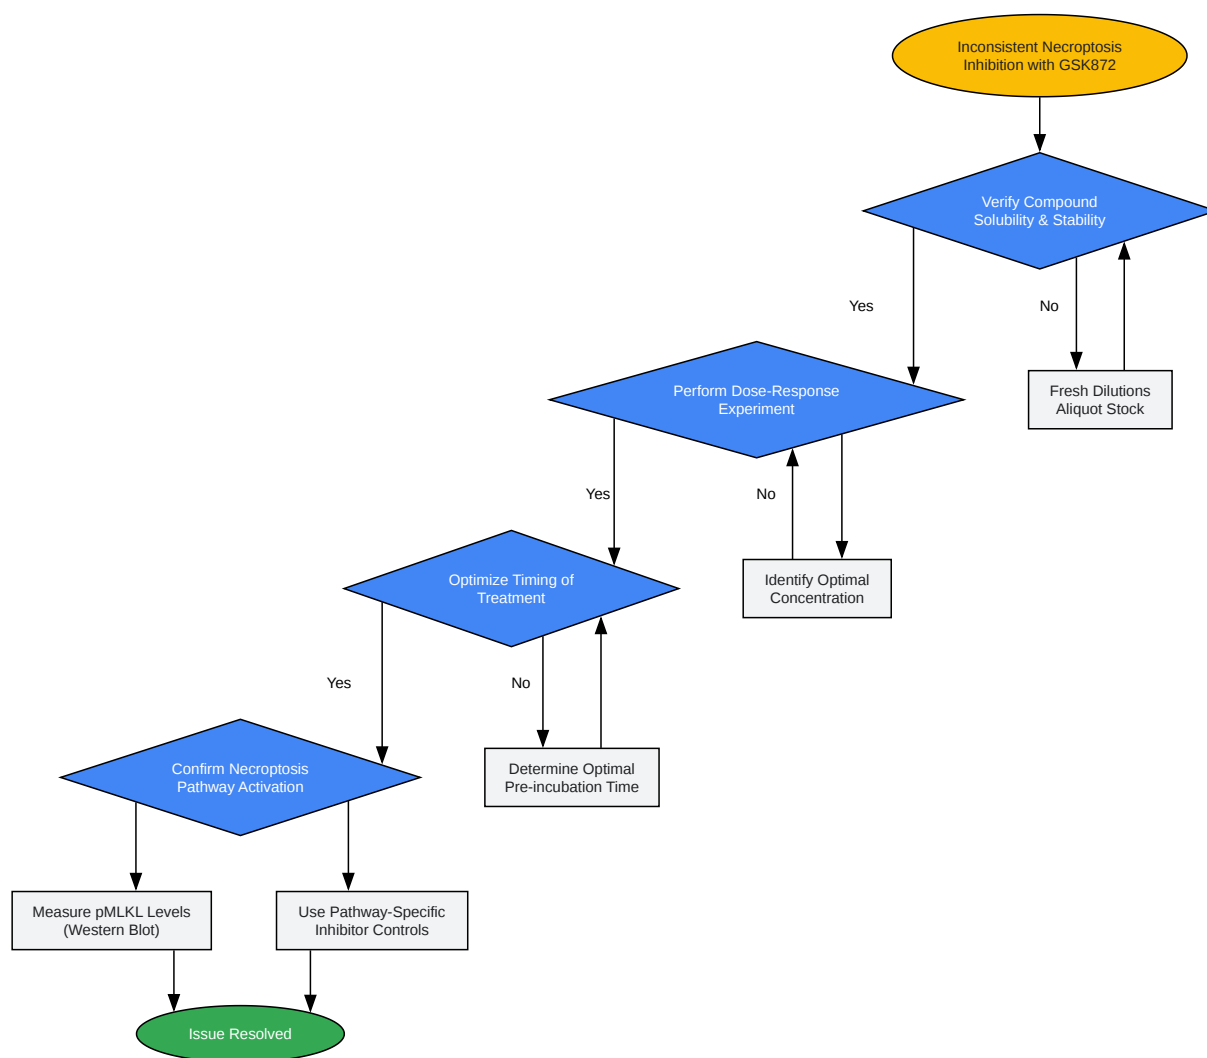 Inconsistent Necroptosis
Inhibition with GSK872
Verify Compound
Solubility & Stability
Yes
No
Perform Dose-Response
Experiment
Fresh Dilutions
Aliquot Stock
Yes
No
Optimize Timing of
Treatment
Identify Optimal
Concentration
Yes
No
Confirm Necroptosis
Pathway Activation
Determine Optimal
Pre-incubation Time
Measure pMLKL Levels
(Western Blot)
Use Pathway-Specific
Inhibitor Controls
Issue Resolved